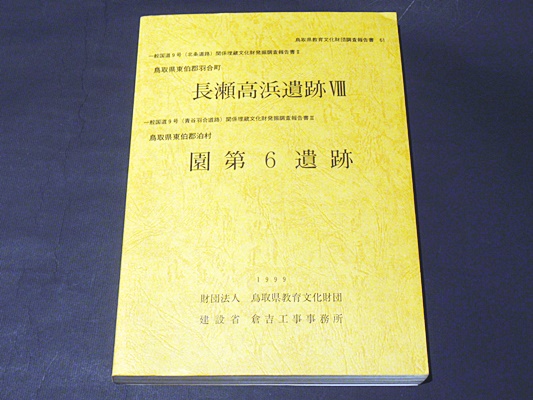 鳥取県教育文化財団調査報告書 61
一般国道9号(北条道路)関係埋蔵文化財発掘調査報告書Ⅱ
鳥取県東伯郡羽合町
長瀬高浜遺跡Ⅷ
一般国道9号(青谷羽合道路)関係埋蔵文化財発掘調査報告書Ⅱ
鳥取県東伯郡泊村
園第6遺跡
1999
財団法人 鳥取県教育文化財団
建設省 倉吉工事事務所